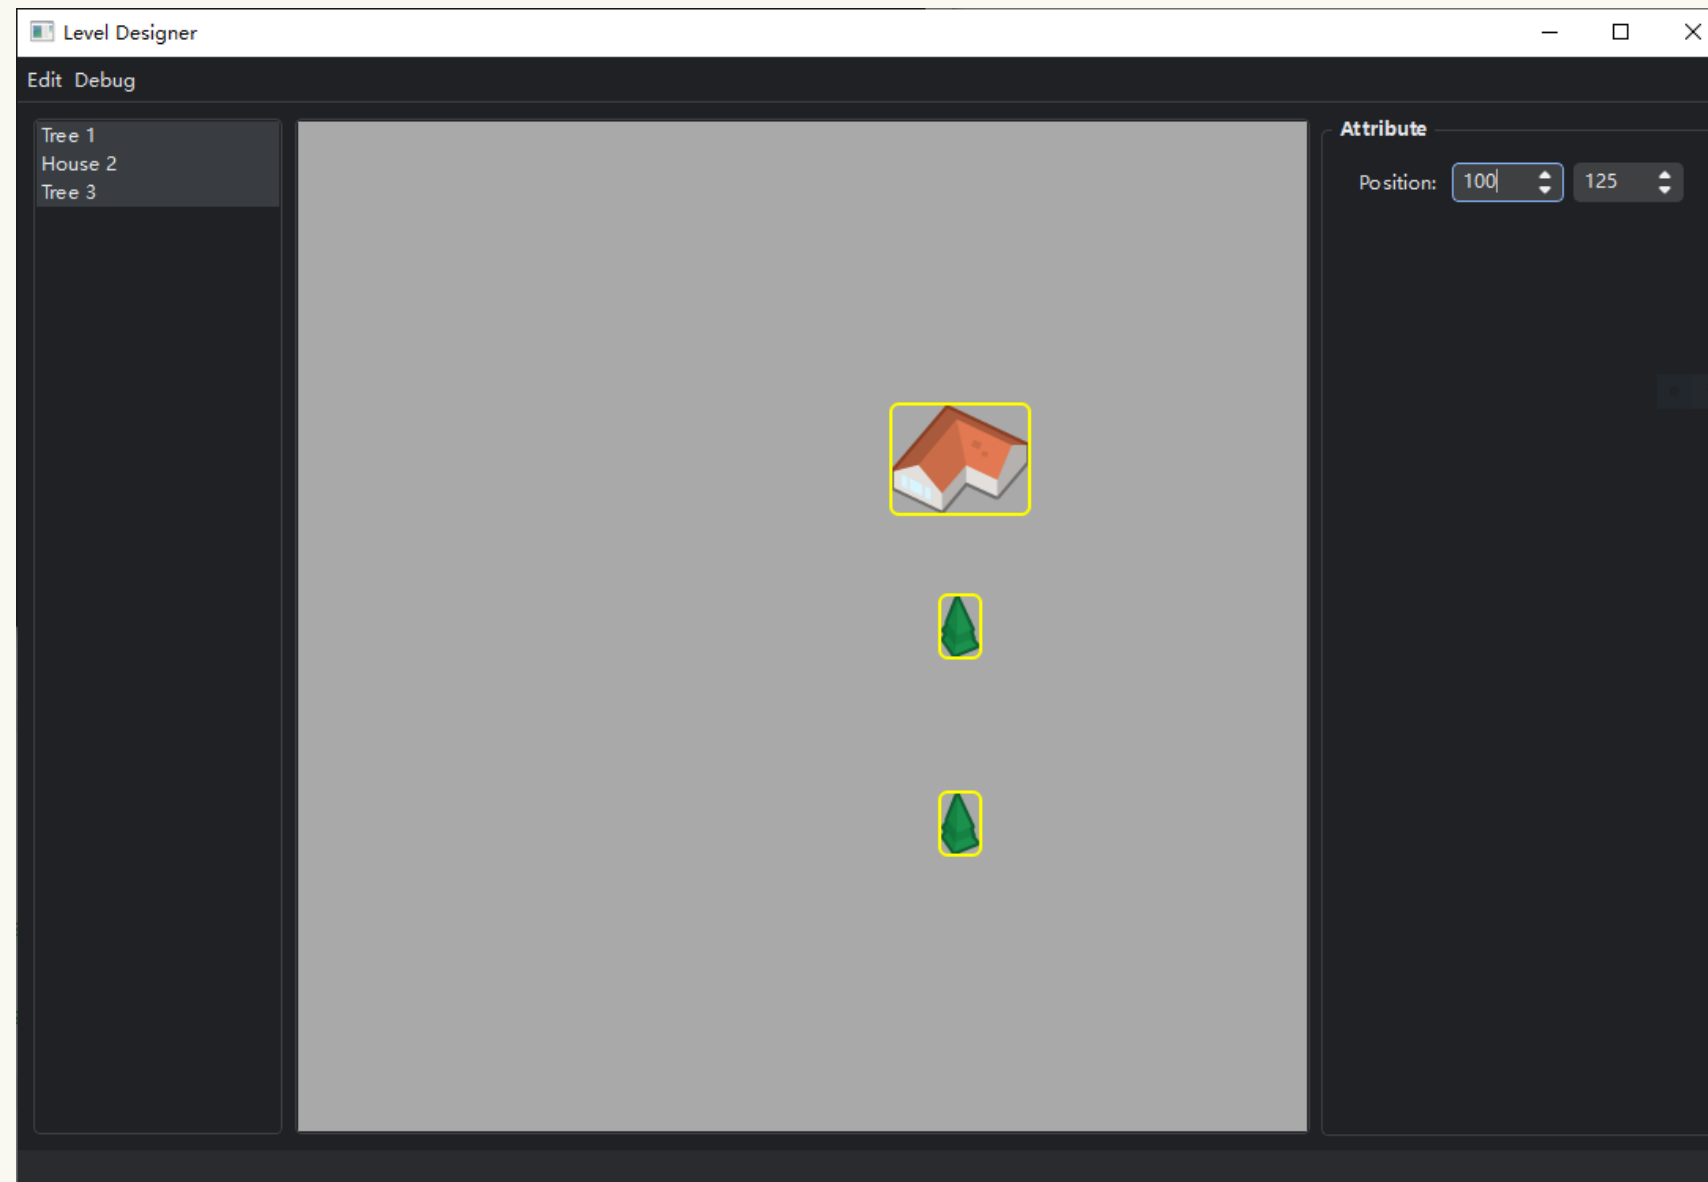 Level Designer
Edit Debug
Tree 1
House 2
Tree 3
Attribute
Position: 100 125